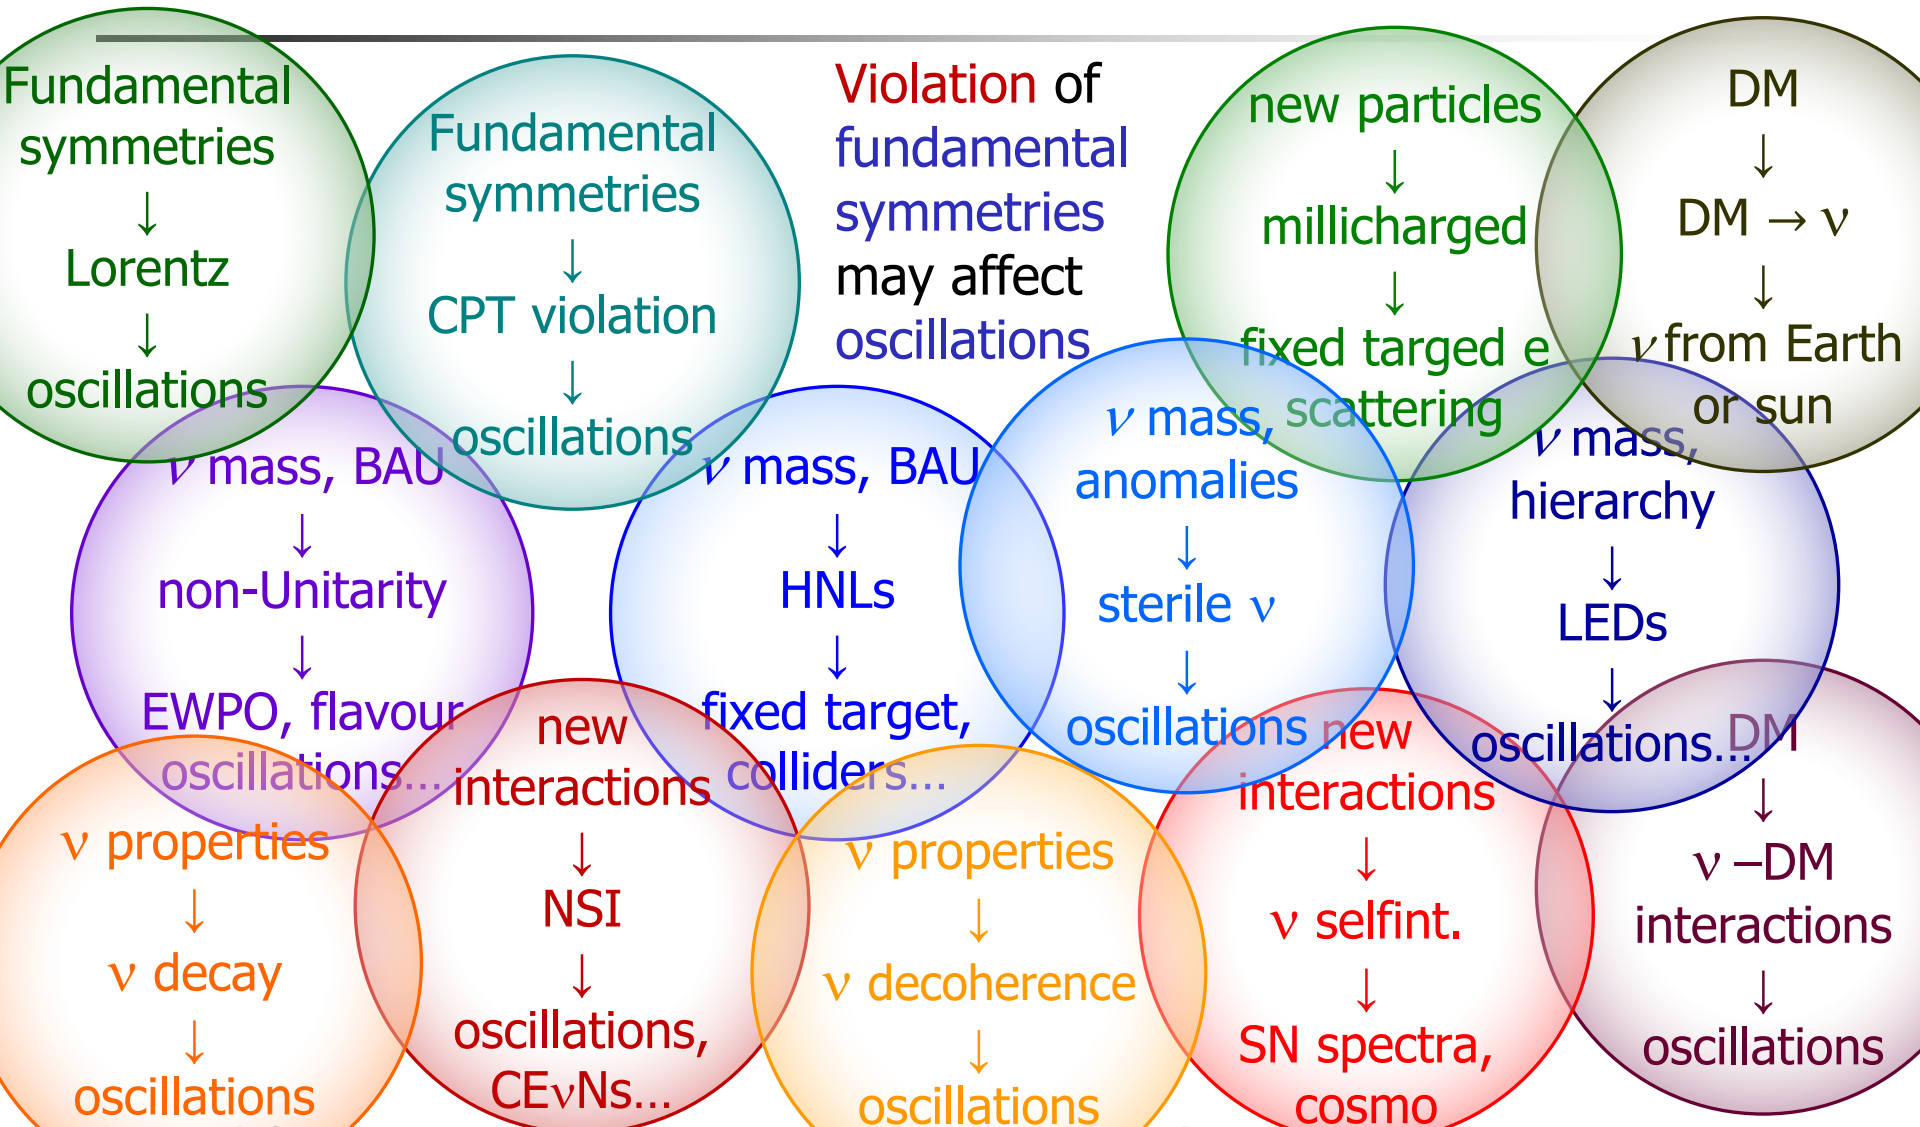 Fundamental
symmetries
↓
Lorentz
↓
oscillations
Fundamental
symmetries
↓
CPT violation
↓
oscillations
Violation of
fundamental
symmetries
may affect
oscillations
new particles
↓
millicharged
↓
fixed targed e
scattering
DM
↓
DM → ν
↓
ν from Earth
or sun
ν mass, BAU
↓
non-Unitarity
↓
EWPO, flavour
oscillations...
ν mass, BAU
↓
HNLs
↓
fixed target,
colliders...
ν mass,
anomalies
↓
sterile ν
↓
oscillations
ν mass,
hierarchy
↓
LEDs
↓
oscillations...
ν properties
↓
ν decay
↓
oscillations
new
interactions
↓
NSI
↓
oscillations,
CEνNs...
ν properties
↓
ν decoherence
↓
oscillations
new
interactions
↓
ν selfint.
↓
SN spectra,
cosmo
DM
↓
ν –DM
interactions
↓
oscillations